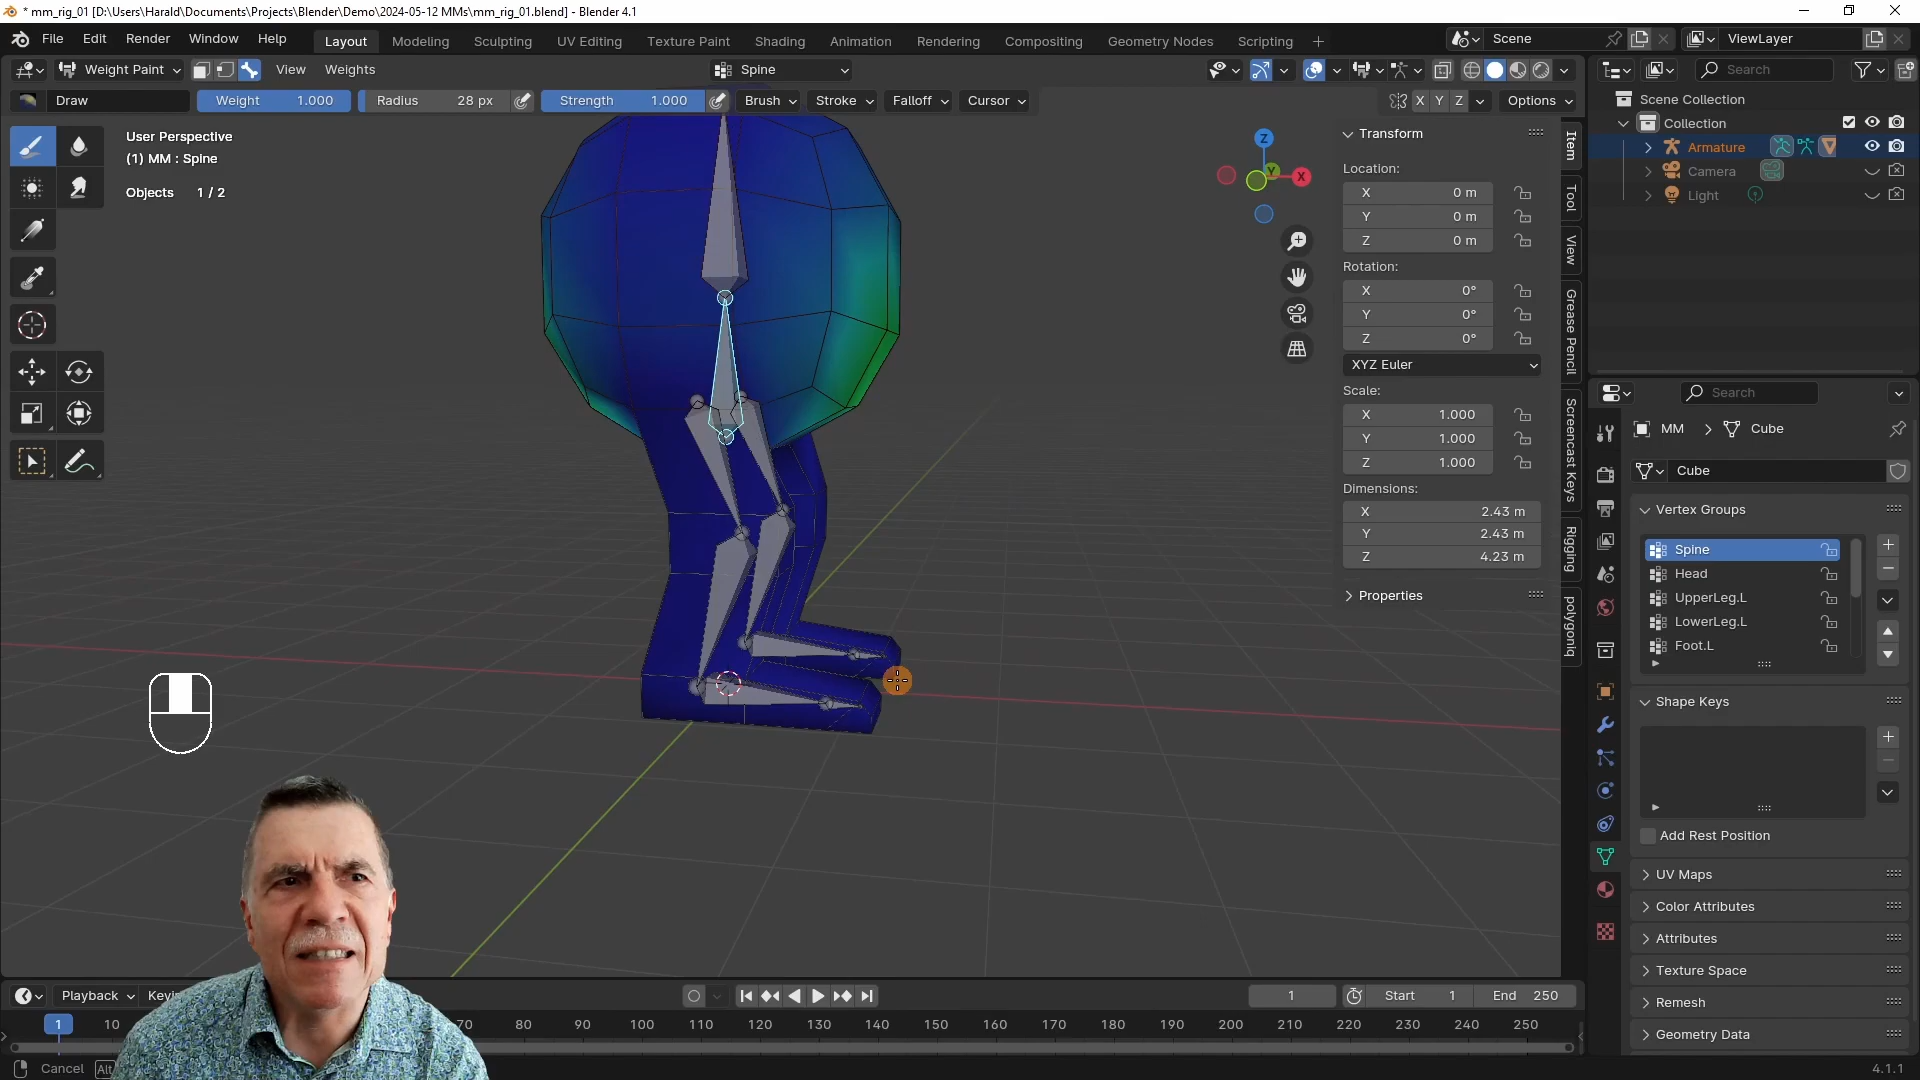 * mm_rig_01 [D:\Users\Harald\Documents\Projects\Blender\Demo\2024-05-12 MMs\mm_rig_01.blend] - Blender 4.1
File Edit Render Window Help Layout Modeling Sculpting UV Editing Texture Paint Shading Animation Rendering Compositing Geometry Nodes Scripting + Scene ViewLayer
Weight Paint View Weights Spine Search
Draw Weight 1.000 Radius 28 px Strength 1.000 Brush Stroke Falloff Cursor X Y Z Options
User Perspective
(1) MM : Spine
Objects 1 / 2
Z
Y
X
Transform
Location:
X 0 m
Y 0 m
Z 0 m
Rotation:
X 0°
Y 0°
Z 0°
XYZ Euler
Scale:
X 1.000
Y 1.000
Z 1.000
Dimensions:
X 2.43 m
Y 2.43 m
Z 4.23 m
Properties
Item
Tool
View
Grease Pencil
Screencast Keys
Rigging
polygoniq
Scene Collection
Collection
Armature
Camera
Light
Search
MM Cube
Cube
Vertex Groups
Spine
Head
UpperLeg.L
LowerLeg.L
Foot.L
Shape Keys
Add Rest Position
UV Maps
Color Attributes
Attributes
Texture Space
Remesh
Geometry Data
Playback 1 Start 1 End 250
1 10 70 80 90 100 110 120 130 140 150 160 170 180 190 200 210 220 230 240 250
Cancel Alt 4.1.1